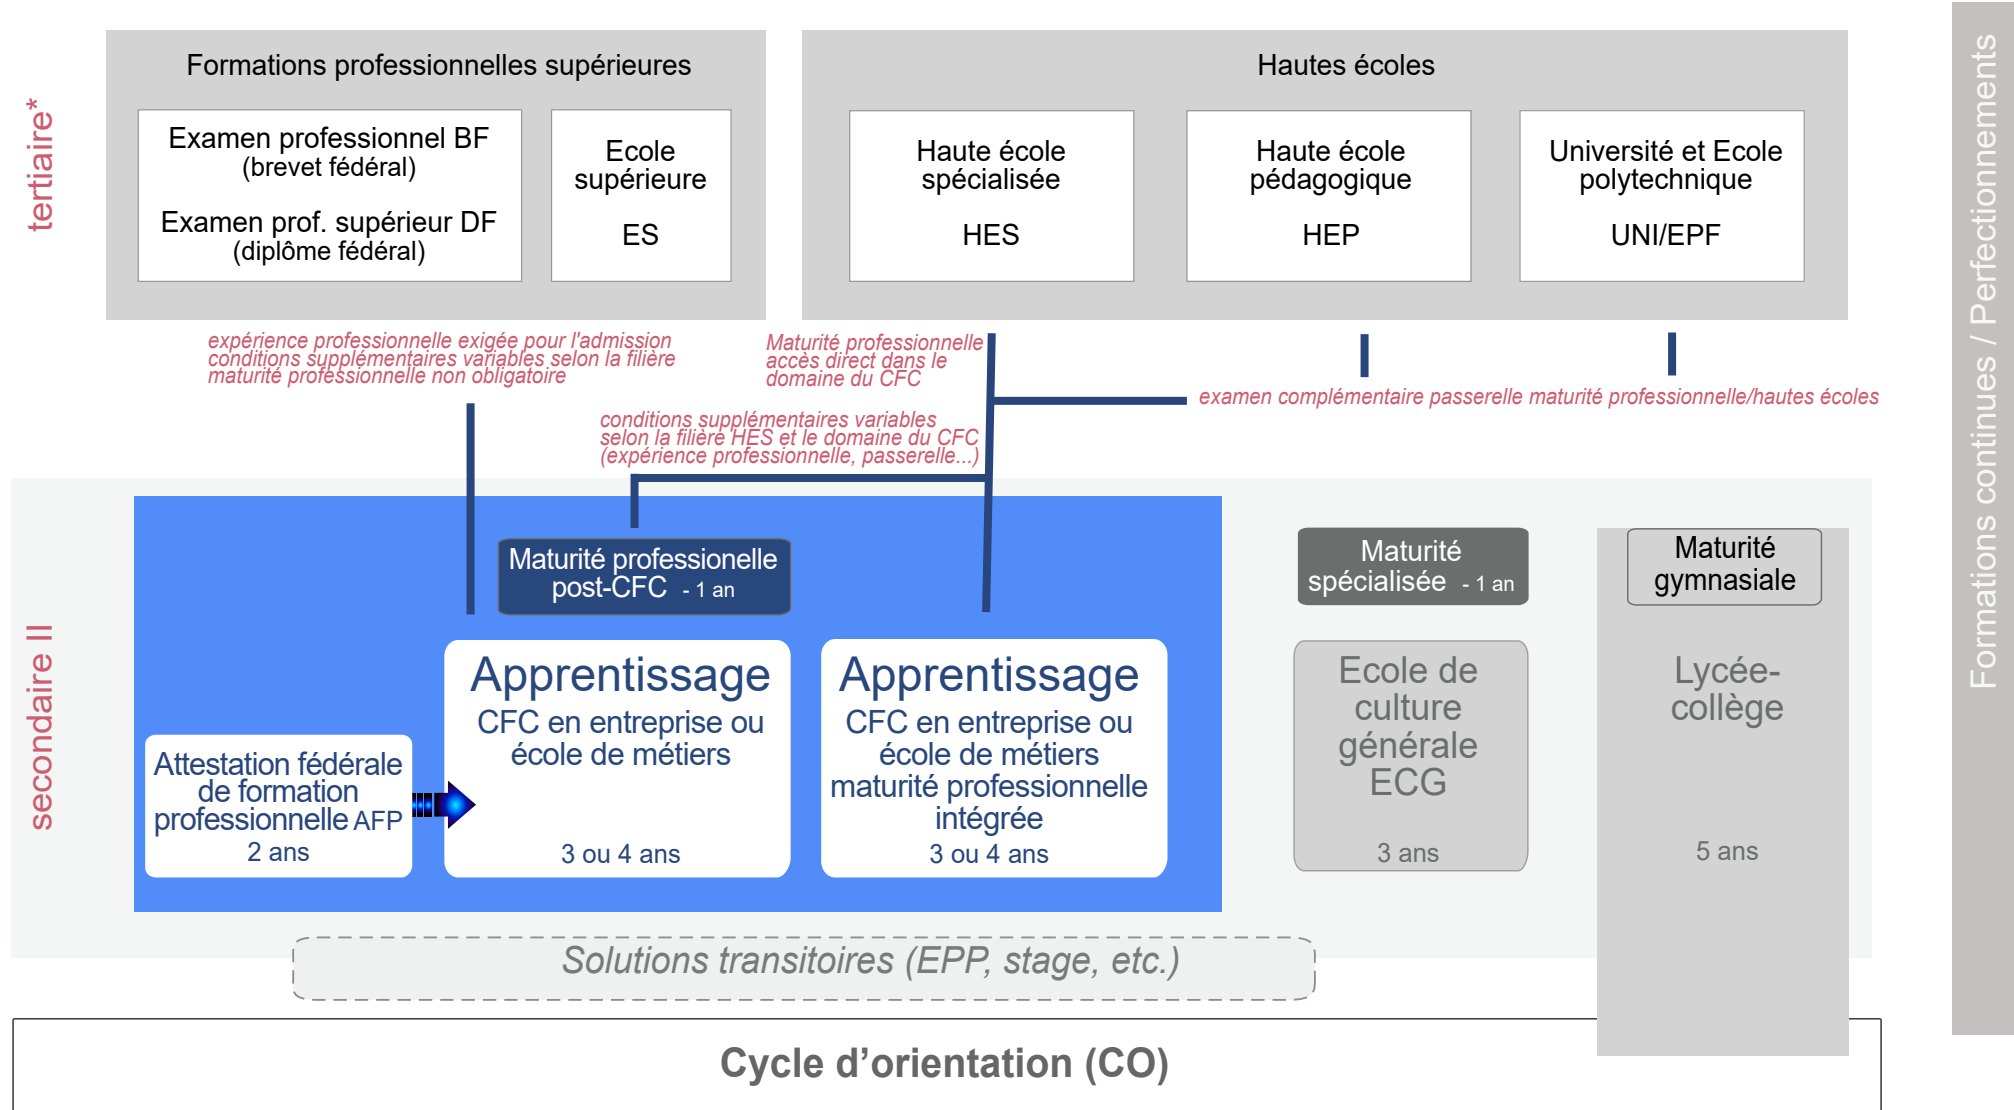 tertiaire*
Formations professionnelles supérieures
Examen professionnel BF
(brevet fédéral)
Examen prof. supérieur DF
(diplôme fédéral)
Ecole
supérieure
ES
Hautes écoles
Haute école
spécialisée
HES
Haute école
pédagogique
HEP
Université et Ecole
polytechnique
UNI/EPF
expérience professionnelle exigée pour l'admission
conditions supplémentaires variables selon la filière
maturité professionnelle non obligatoire
Maturité professionnelle
accès direct dans le
domaine du CFC
examen complémentaire passerelle maturité professionnelle/hautes écoles
conditions supplémentaires variables
selon la filière HES et le domaine du CFC
(expérience professionnelle, passerelle...)
secondaire II
Maturité professionelle
post-CFC - 1 an
Maturité
spécialisée - 1 an
Maturité
gymnasiale
Attestation fédérale
de formation
professionnelle AFP
2 ans
Apprentissage
CFC en entreprise ou
école de métiers
3 ou 4 ans
Apprentissage
CFC en entreprise ou
école de métiers
maturité professionnelle
intégrée
3 ou 4 ans
Ecole de
culture
générale
ECG
3 ans
Lycée-
collège
5 ans
Solutions transitoires (EPP, stage, etc.)
Cycle d’orientation (CO)
Formations continues / Perfectionnements